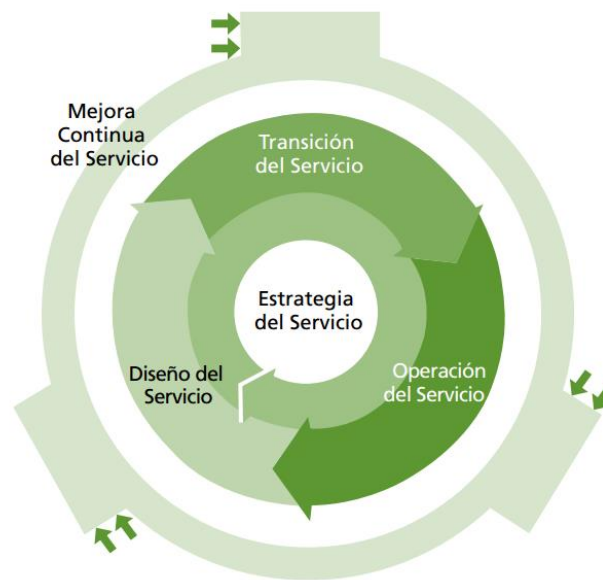 Mejora
Continua
del Servicio
Transición
del Servicio
Estrategia
del Servicio
Diseño del
Servicio
Operación
del Servicio